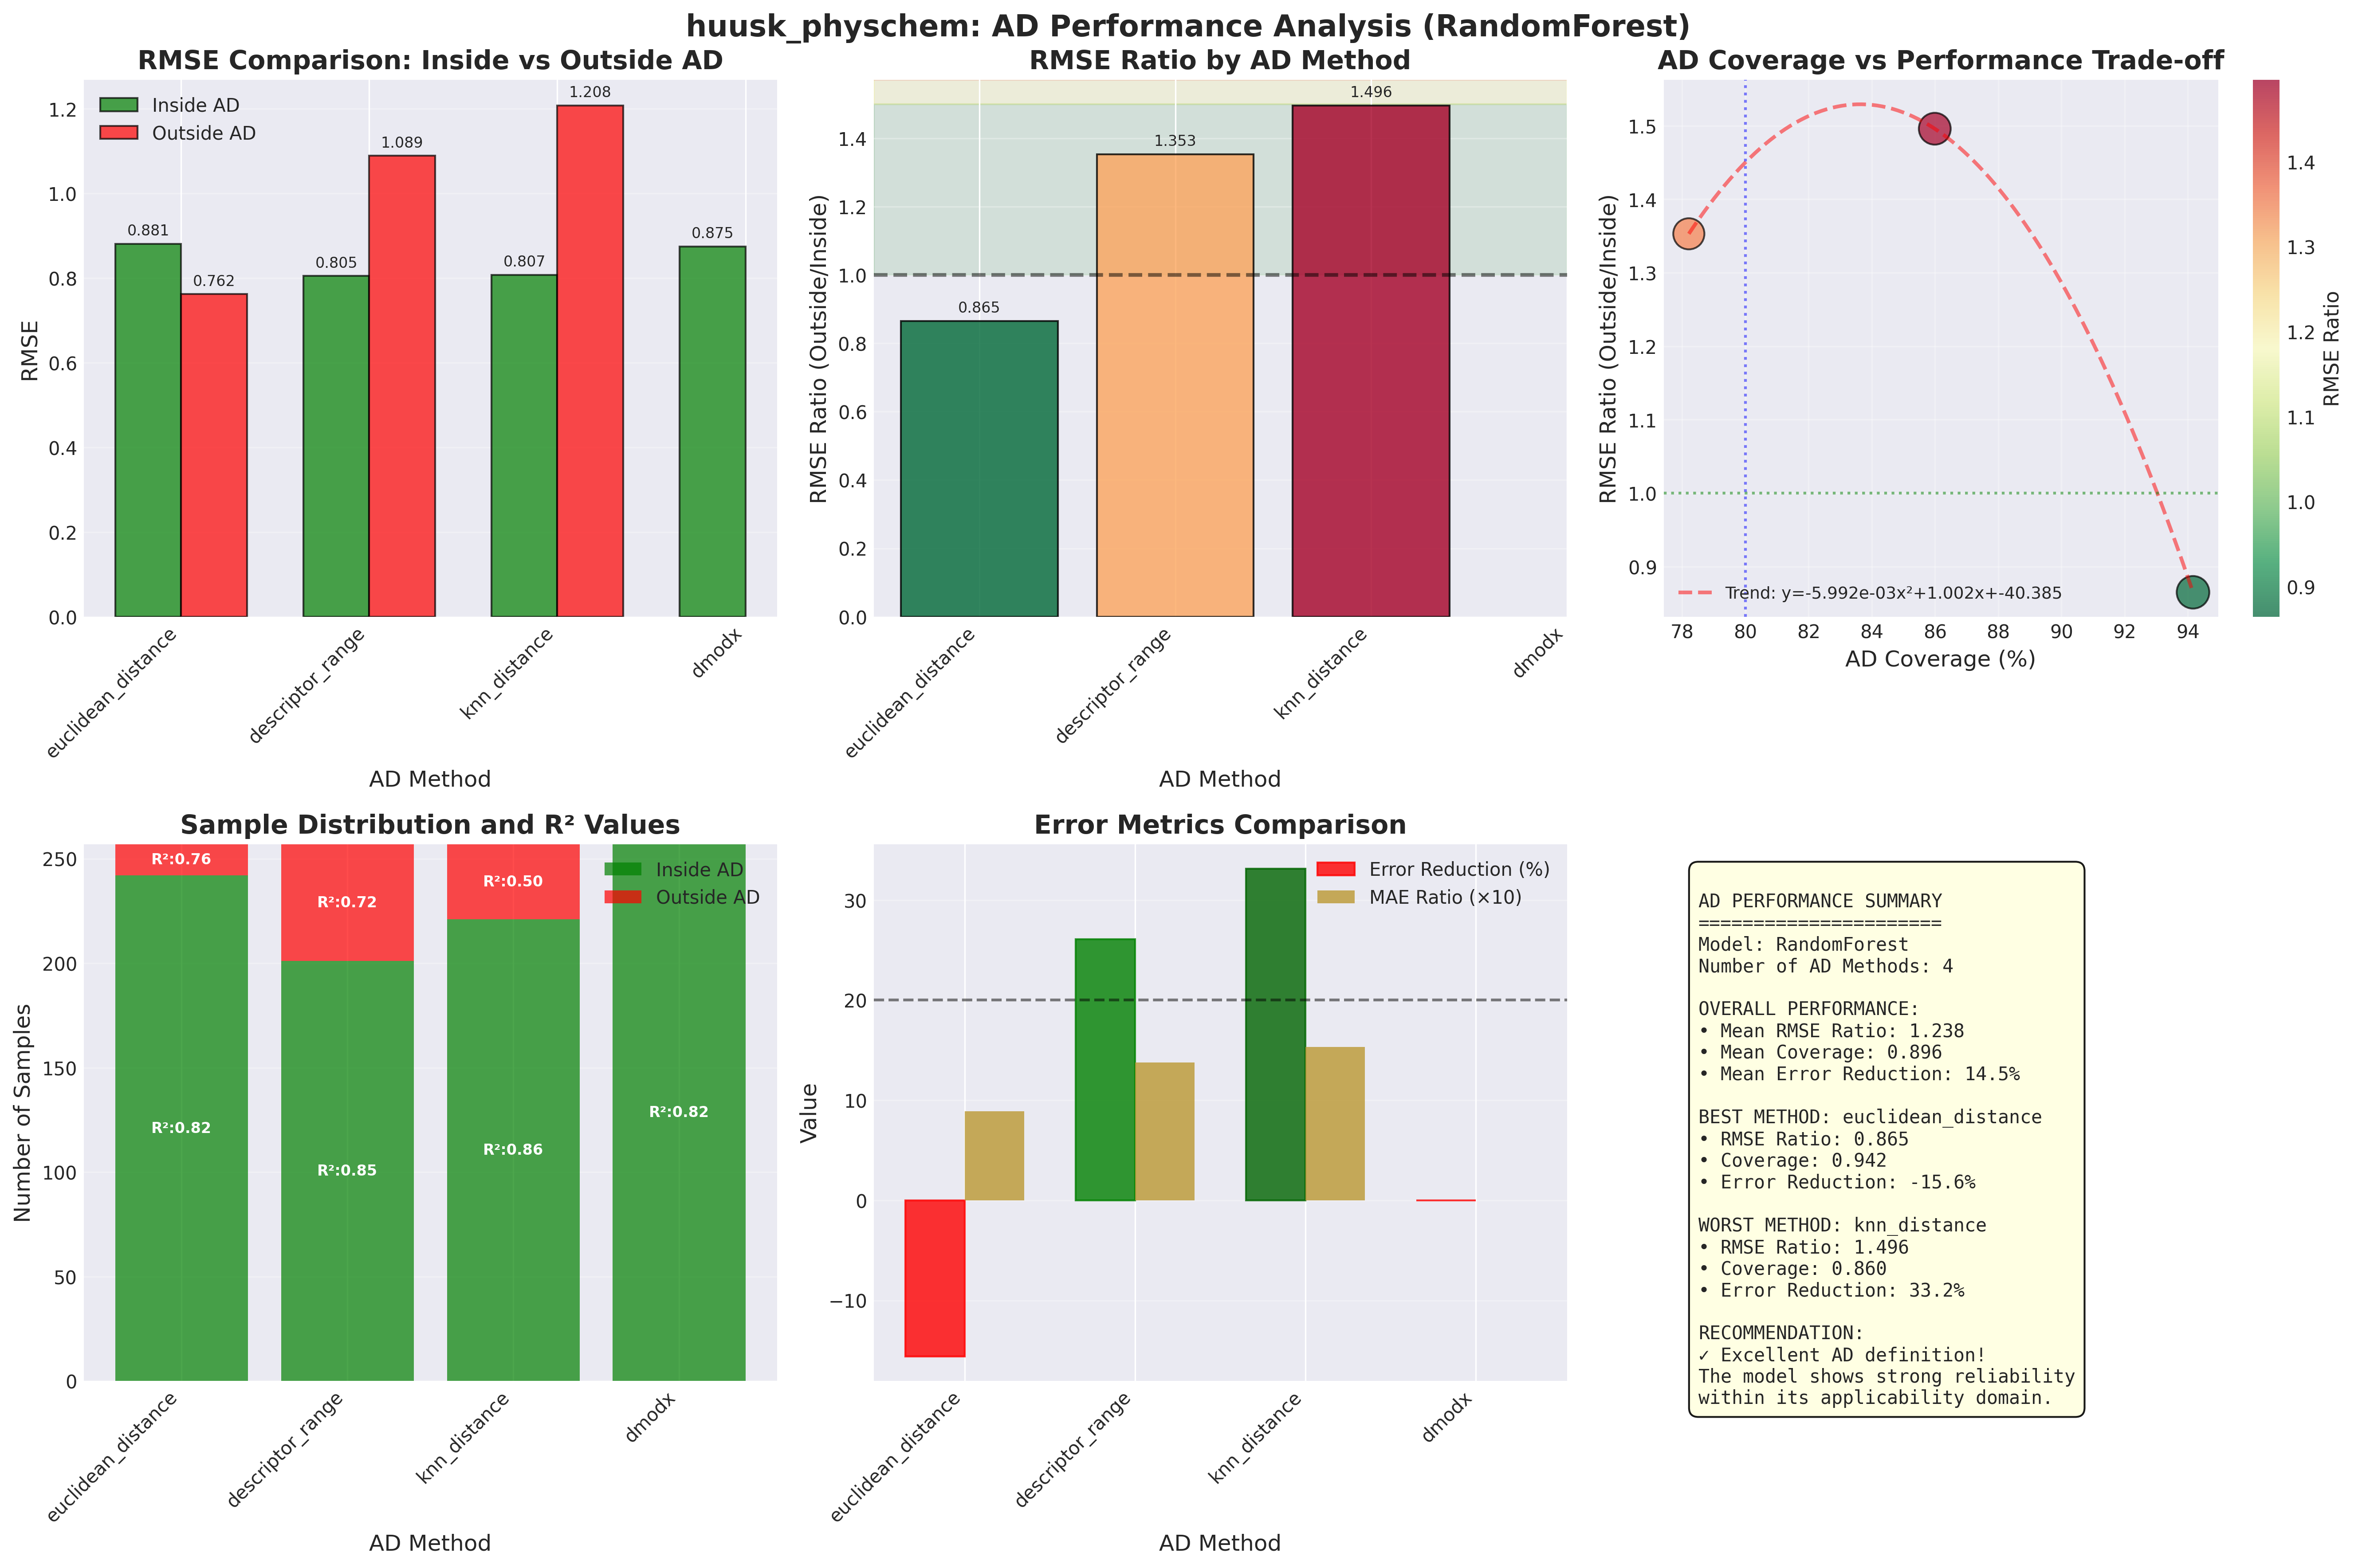 huusk_physchem: AD Performance Analysis (RandomForest)
RMSE Comparison: Inside vs Outside AD
Inside AD
Outside AD
RMSE
1.2
1.0
0.8
0.6
0.4
0.2
0.0
0.881
0.762
0.805
1.089
0.807
1.208
0.875
euclidean_distance
descriptor_range
knn_distance
dmodx
AD Method
RMSE Ratio by AD Method
RMSE Ratio (Outside/Inside)
1.4
1.2
1.0
0.8
0.6
0.4
0.2
0.0
0.865
1.353
1.496
euclidean_distance
descriptor_range
knn_distance
dmodx
AD Method
AD Coverage vs Performance Trade-off
RMSE Ratio (Outside/Inside)
1.5
1.4
1.3
1.2
1.1
1.0
0.9
Trend: y=-5.992e-03x²+1.002x+-40.385
78 80 82 84 86 88 90 92 94
AD Coverage (%)
1.4
1.3
1.2
1.1
1.0
0.9
RMSE Ratio
Sample Distribution and R² Values
Inside AD
Outside AD
Number of Samples
250
200
150
100
50
0
R²:0.76
R²:0.82
R²:0.72
R²:0.85
R²:0.50
R²:0.86
R²:0.82
euclidean_distance
descriptor_range
knn_distance
dmodx
AD Method
Error Metrics Comparison
Error Reduction (%)
MAE Ratio (×10)
Value
30
20
10
0
−10
euclidean_distance
descriptor_range
knn_distance
dmodx
AD Method
AD PERFORMANCE SUMMARY
======================
Model: RandomForest
Number of AD Methods: 4
OVERALL PERFORMANCE:
• Mean RMSE Ratio: 1.238
• Mean Coverage: 0.896
• Mean Error Reduction: 14.5%
BEST METHOD: euclidean_distance
• RMSE Ratio: 0.865
• Coverage: 0.942
• Error Reduction: -15.6%
WORST METHOD: knn_distance
• RMSE Ratio: 1.496
• Coverage: 0.860
• Error Reduction: 33.2%
RECOMMENDATION:
✓ Excellent AD definition!
The model shows strong reliability
within its applicability domain.